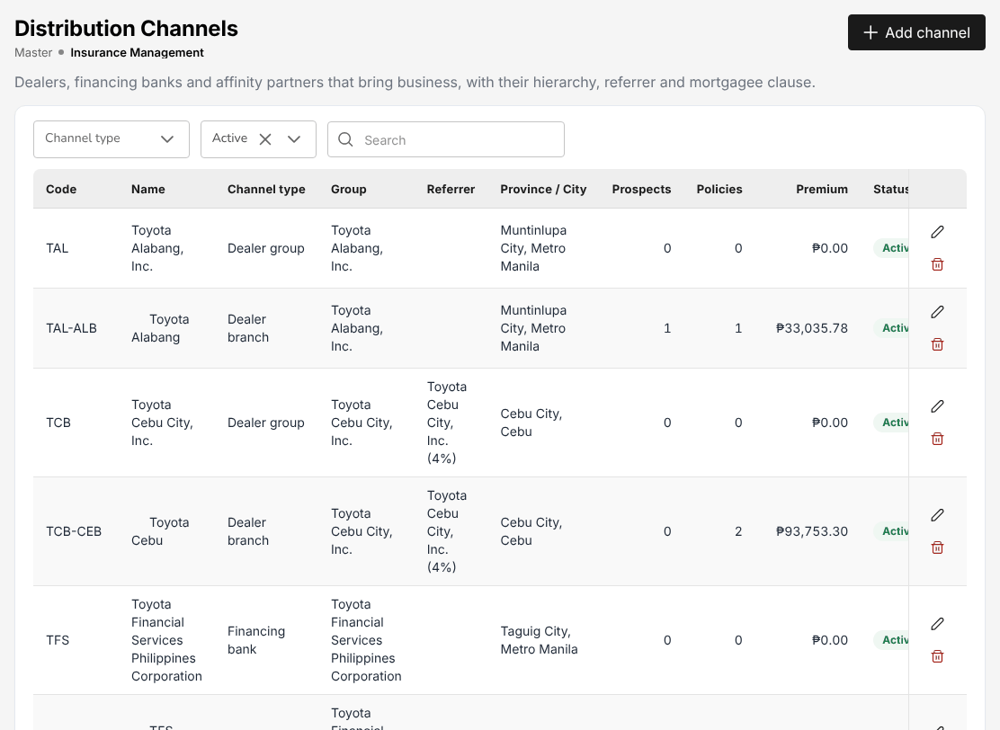 Distribution Channels
Add channel
Master • Insurance Management
Dealers, financing banks and affinity partners that bring business, with their hierarchy, referrer and mortgagee clause.
Channel type
Active
Search
Code Name Channel type Group Referrer Province / City Prospects Policies Premium Status
TAL
Toyota
Alabang,
Inc.
Dealer group
Toyota
Alabang,
Inc.
Muntinlupa
City, Metro
Manila
0
0
₱0.00
Activ
TAL-ALB
Toyota
Alabang
Dealer
branch
Toyota
Alabang,
Inc.
Muntinlupa
City, Metro
Manila
1
1
₱33,035.78
Activ
TCB
Toyota
Cebu City,
Inc.
Dealer group
Toyota
Cebu City,
Inc.
Toyota
Cebu
City,
Inc.
(4%)
Cebu City,
Cebu
0
0
₱0.00
Activ
TCB-CEB
Toyota
Cebu
Dealer
branch
Toyota
Cebu City,
Inc.
Toyota
Cebu
City,
Inc.
(4%)
Cebu City,
Cebu
0
2
₱93,753.30
Activ
TFS
Toyota
Financial
Services
Philippines
Corporation
Financing
bank
Toyota
Financial
Services
Philippines
Corporation
Taguig City,
Metro Manila
0
0
₱0.00
Activ
TFS
Toyota
Financial